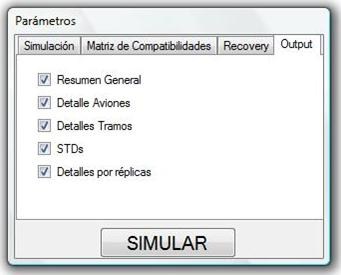 Parámetros
Simulación Matriz de Compatibilidades Recovery Output
Resumen General
Detalle Aviones
Detalles Tramos
STDs
Detalles por réplicas
SIMULAR